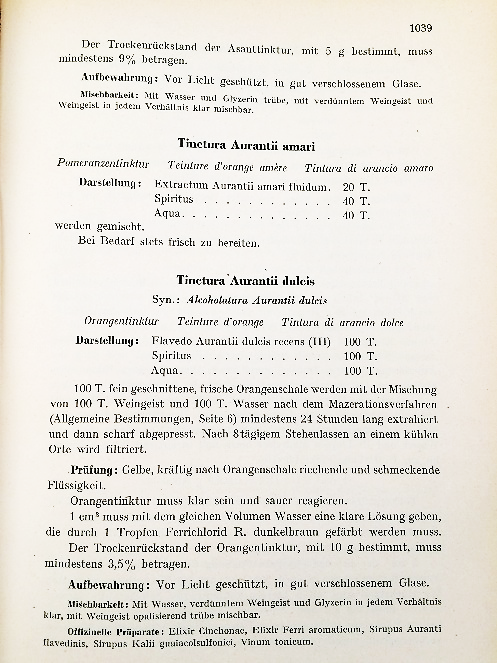 1039
Der Trockenrückstand der Asanttinktur, mit 5 g bestimmt, muss
mindestens 9% betragen.
Aufbewahrung: Vor Licht geschützt, in gut verschlossenem Glase.
Mischbarkeit: Mit Wasser und Glyzerin trübe, mit verdünntem Weingeist und
Weingeist in jedem Verhältnis klar mischbar.
Tinctura Aurantii amari
Pomeranzentinktur Teinture d'orange amère Tintura di arancio amaro
Darstellung: Extractum Aurantii amari fluidum. 20 T.
Spiritus . . . . . . . . . . . . 40 T.
Aqua. . . . . . . . . . . . . . 40 T.
werden gemischt.
Bei Bedarf stets frisch zu bereiten.
Tinctura Aurantii dulcis
Syn.: Alcoholatura Aurantii dulcis
Orangentinktur Teinture d'orange Tintura di arancio dolce
Darstellung: Flavedo Aurantii dulcis recens (III) 100 T.
Spiritus . . . . . . . . . . . . 100 T.
Aqua. . . . . . . . . . . . . . 100 T.
100 T. fein geschnittene, frische Orangenschale werden mit der Mischung
von 100 T. Weingeist und 100 T. Wasser nach dem Mazerationsverfahren
(Allgemeine Bestimmungen, Seite 6) mindestens 24 Stunden lang extrahiert
und dann scharf abgepresst. Nach 8tägigem Stehenlassen an einem kühlen
Orte wird filtriert.
Prüfung: Gelbe, kräftig nach Orangenschale riechende und schmeckende
Flüssigkeit.
Orangentinktur muss klar sein und sauer reagieren.
1 cm³ muss mit dem gleichen Volumen Wasser eine klare Lösung geben,
die durch 1 Tropfen Ferrichlorid R. dunkelbraun gefärbt werden muss.
Der Trockenrückstand der Orangentinktur, mit 10 g bestimmt, muss
mindestens 3,5% betragen.
Aufbewahrung: Vor Licht geschützt, in gut verschlossenem Glase.
Mischbarkeit: Mit Wasser, verdünntem Weingeist und Glyzerin in jedem Verhältnis
klar, mit Weingeist opalisierend trübe mischbar.
Offizinelle Präparate: Elixir Cinchonae, Elixir Ferri aromaticum, Sirupus Auranti
flavedinis, Sirupus Kalii guaiacolsulfonici, Vinum tonicum.